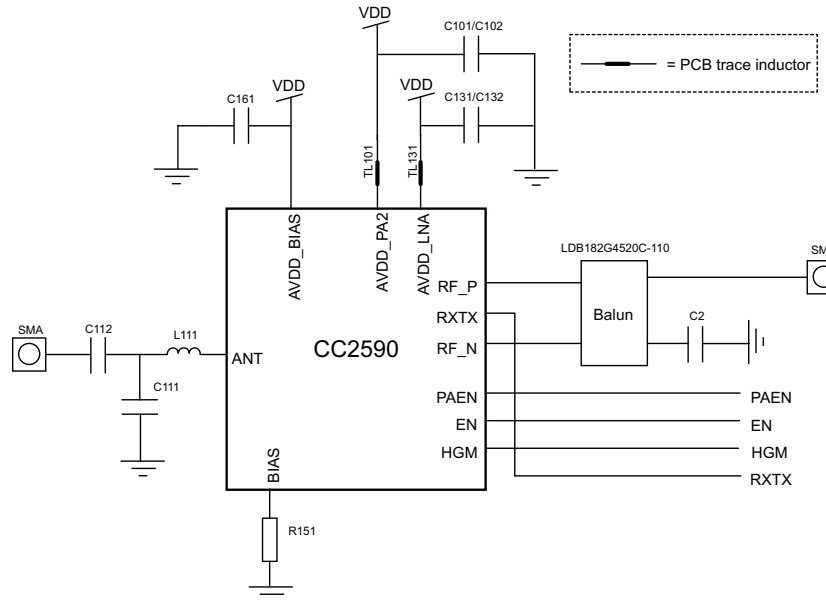 VDD
C101/C102
= PCB trace inductor
VDD
VDD
C161
C131/C132
TL101
TL131
AVDD_BIAS
AVDD_PA2
AVDD_LNA
LDB182G4520C-110
SM
RF_P
RXTX
RF_N
Balun
C2
SMA
C112
L111
ANT
CC2590
C111
PAEN
PAEN
EN
EN
HGM
HGM
RXTX
BIAS
R151